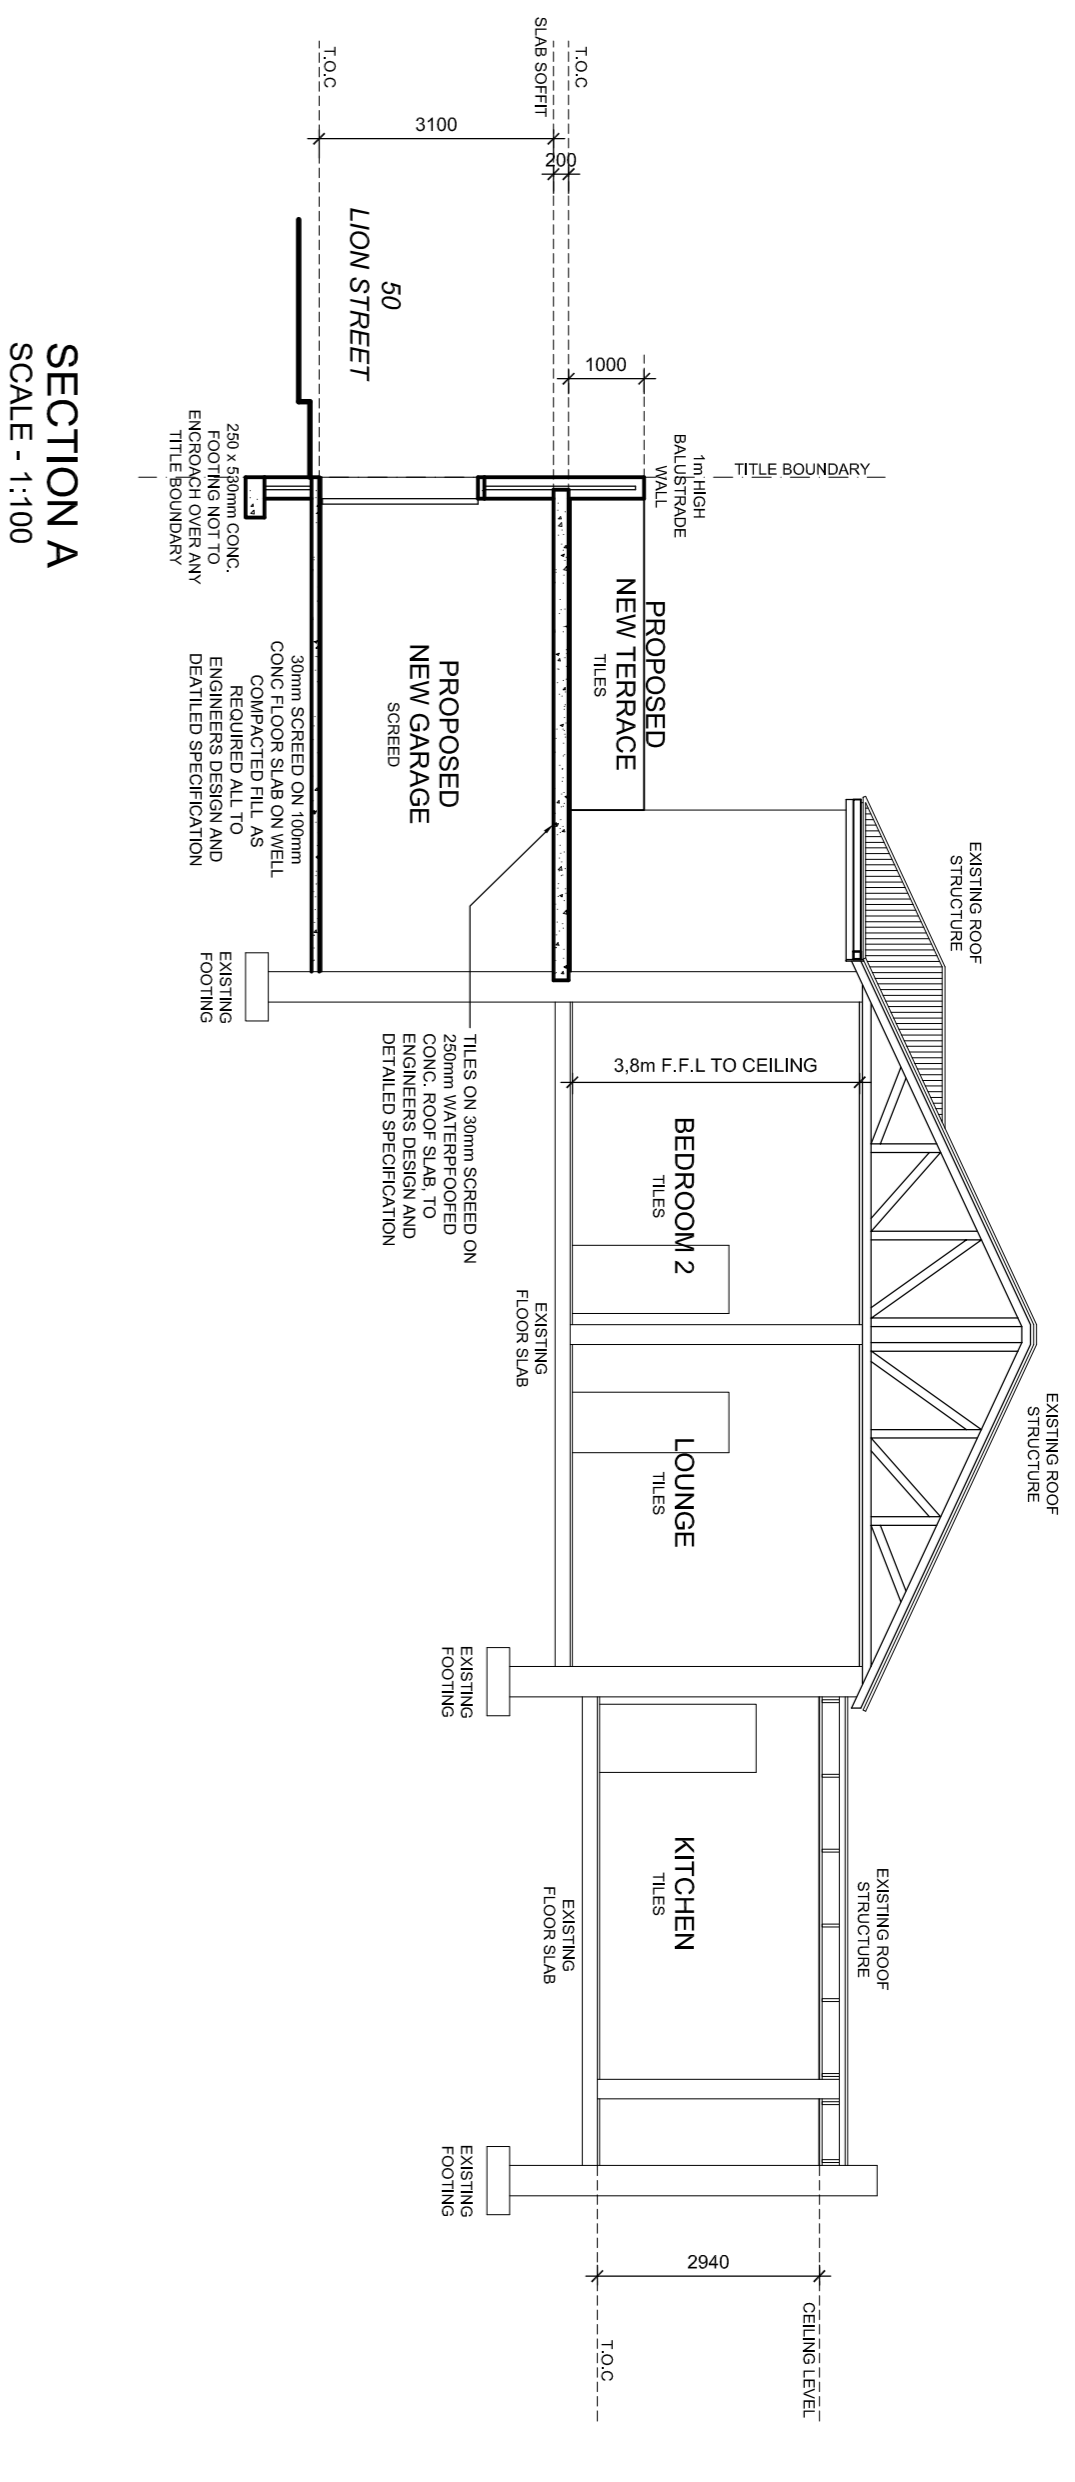 EXISTING ROOF
STRUCTURE
EXISTING ROOF
STRUCTURE
EXISTING ROOF
STRUCTURE
TITLE BOUNDARY
1m HIGH
BALUSTRADE
WALL
1000
T.O.C
SLAB SOFFIT
200
3100
T.O.C
50
LION STREET
PROPOSED
NEW TERRACE
TILES
PROPOSED
NEW GARAGE
SCREED
3,8m F.F.L TO CEILING
BEDROOM 2
TILES
LOUNGE
TILES
KITCHEN
TILES
CEILING LEVEL
2940
T.O.C
EXISTING
FLOOR SLAB
EXISTING
FLOOR SLAB
TILES ON 30mm SCREED ON
250mm WATERPFOOFED
CONC. ROOF SLAB, TO
ENGINEERS DESIGN AND
DETAILED SPECIFICATION
EXISTING
FOOTING
EXISTING
FOOTING
EXISTING
FOOTING
250 x 530mm CONC.
FOOTING NOT TO
ENCROACH OVER ANY
TITLE BOUNDARY
30mm SCREED ON 100mm
CONC FLOOR SLAB ON WELL
COMPACTED FILL AS
REQUIRED ALL TO
ENGINEERS DESIGN AND
DEATILED SPECIFICATION
SECTION A
SCALE - 1:100